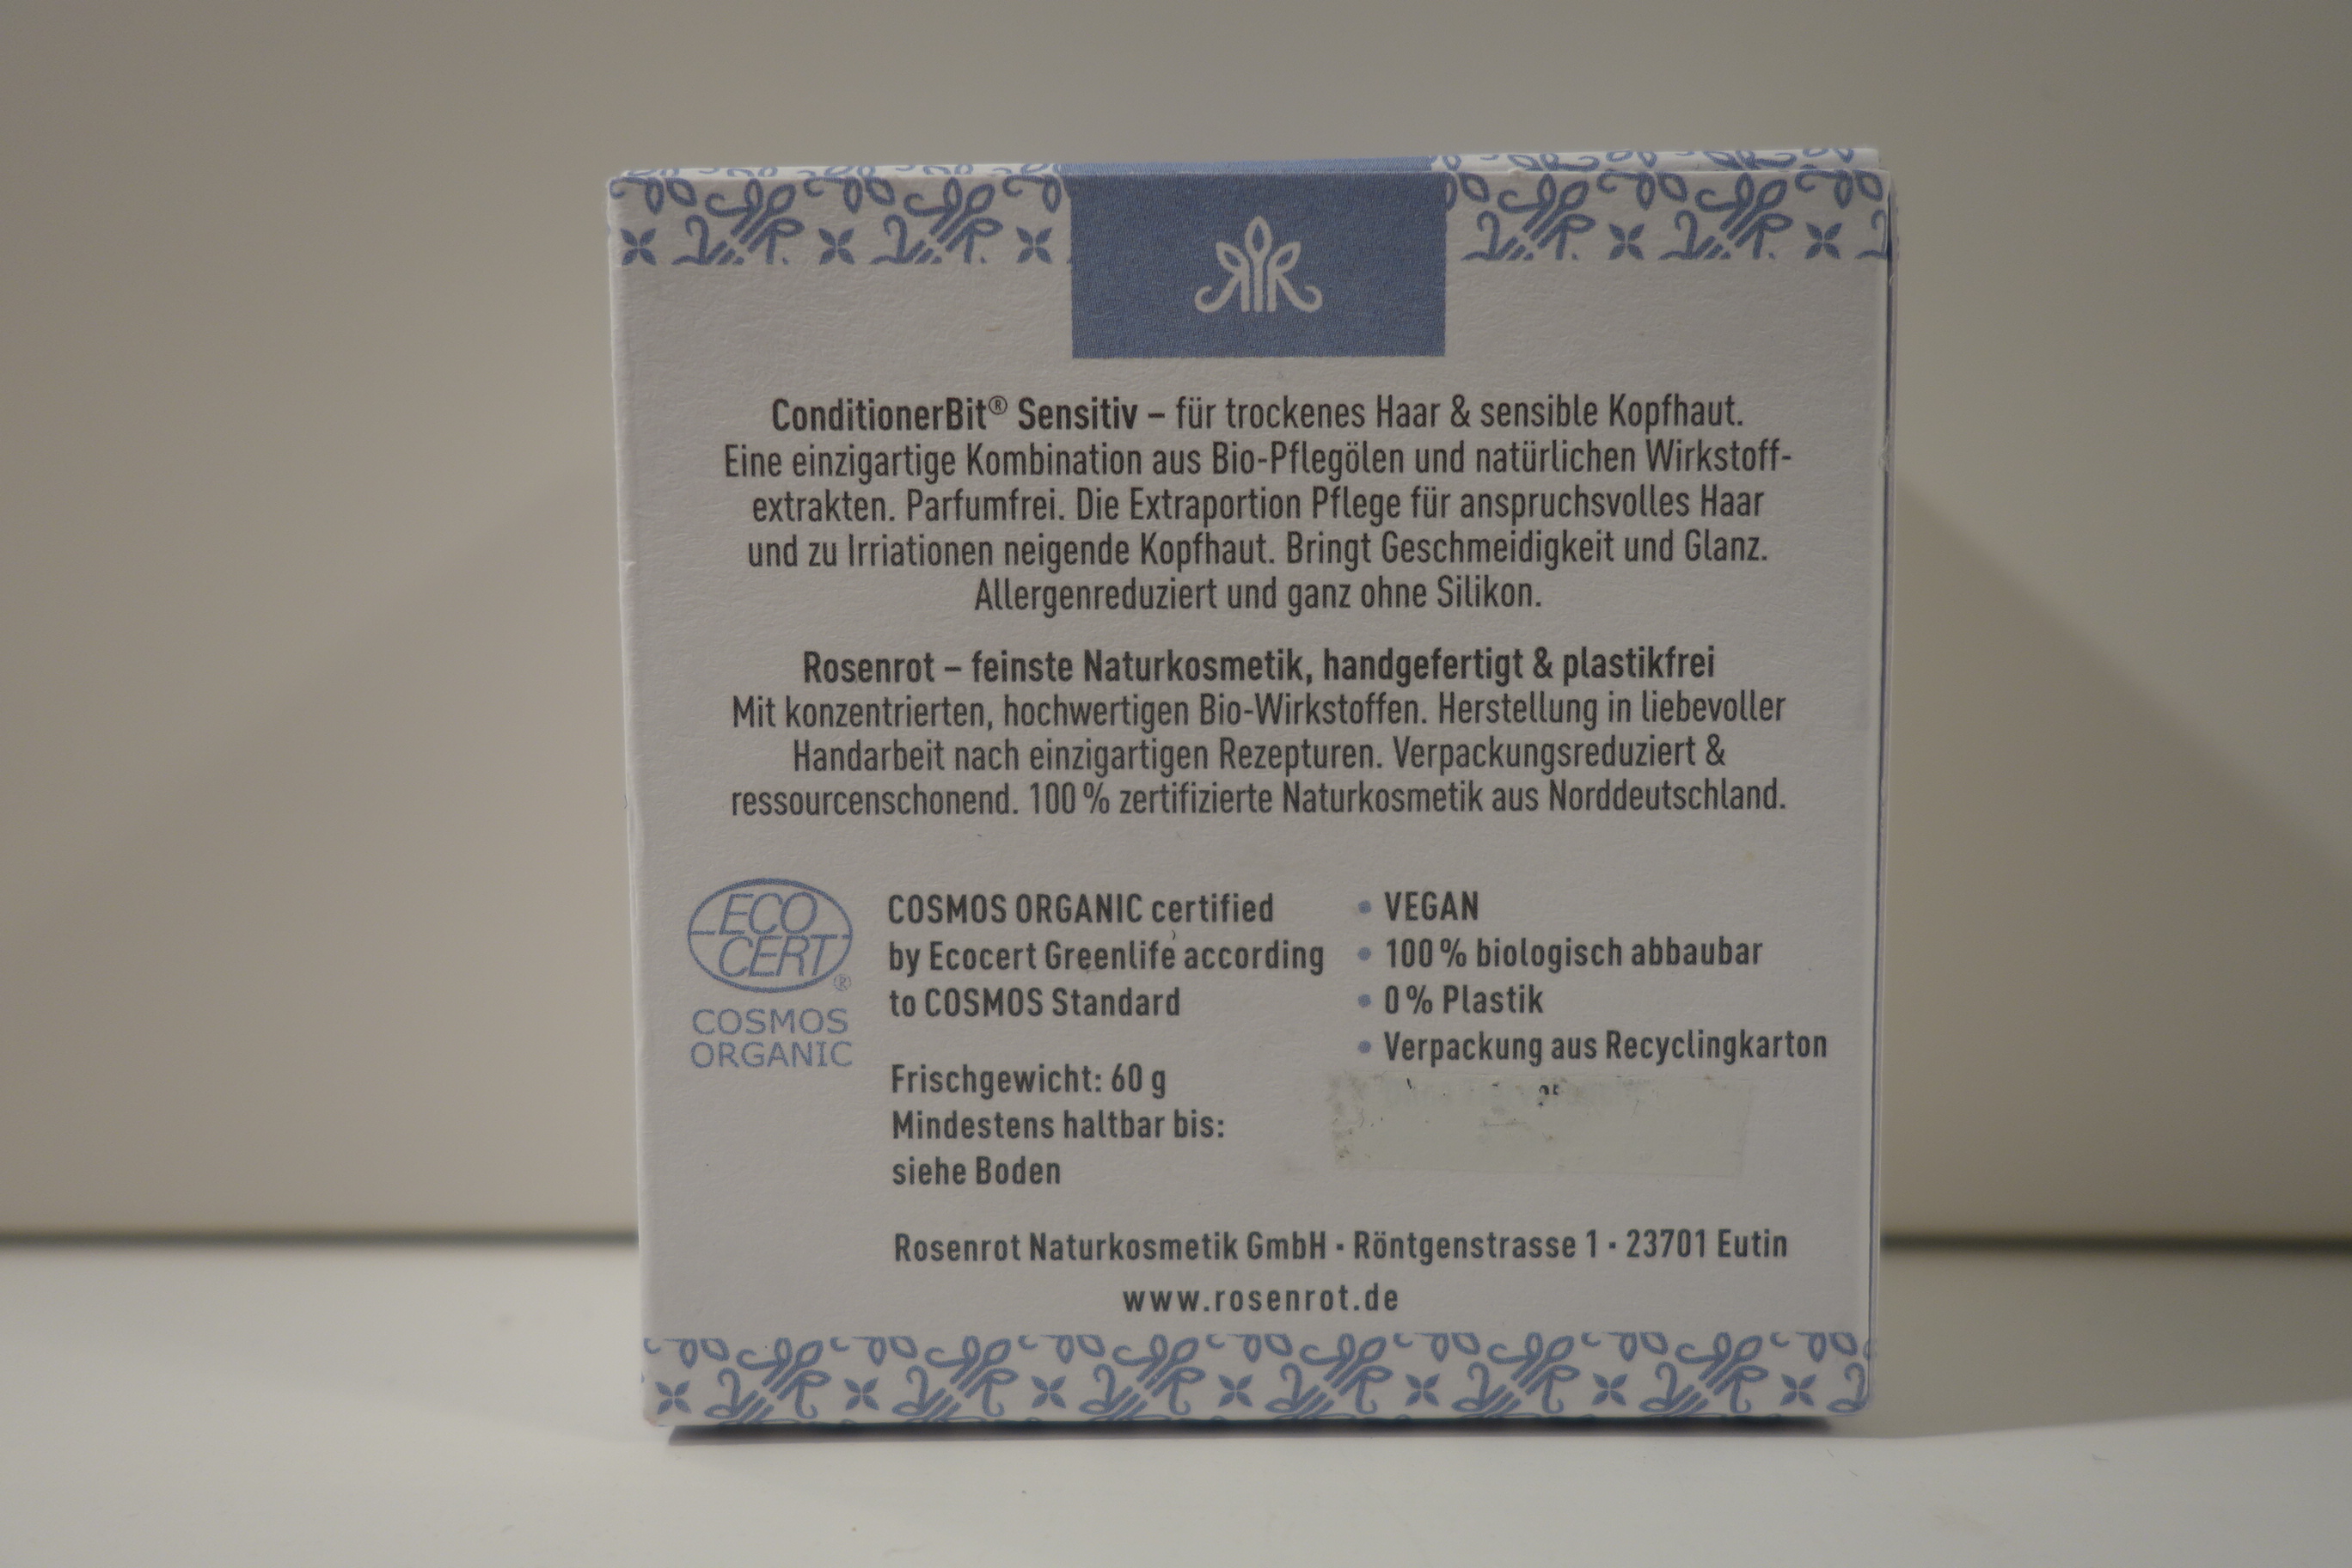 ConditionerBit® Sensitiv – für trockenes Haar & sensible Kopfhaut.
Eine einzigartige Kombination aus Bio-Pflegölen und natürlichen Wirkstoff-
extrakten. Parfumfrei. Die Extraportion Pflege für anspruchsvolles Haar
und zu Irriationen neigende Kopfhaut. Bringt Geschmeidigkeit und Glanz.
Allergenreduziert und ganz ohne Silikon.
Rosenrot – feinste Naturkosmetik, handgefertigt & plastikfrei
Mit konzentrierten, hochwertigen Bio-Wirkstoffen. Herstellung in liebevoller
Handarbeit nach einzigartigen Rezepturen. Verpackungsreduziert &
ressourcenschonend. 100 % zertifizierte Naturkosmetik aus Norddeutschland.
ECO
CERT®
COSMOS
ORGANIC
COSMOS ORGANIC certified
by Ecocert Greenlife according
to COSMOS Standard
Frischgewicht: 60 g
Mindestens haltbar bis:
siehe Boden
• VEGAN
• 100 % biologisch abbaubar
• 0 % Plastik
• Verpackung aus Recyclingkarton
Rosenrot Naturkosmetik GmbH · Röntgenstrasse 1 · 23701 Eutin
www.rosenrot.de